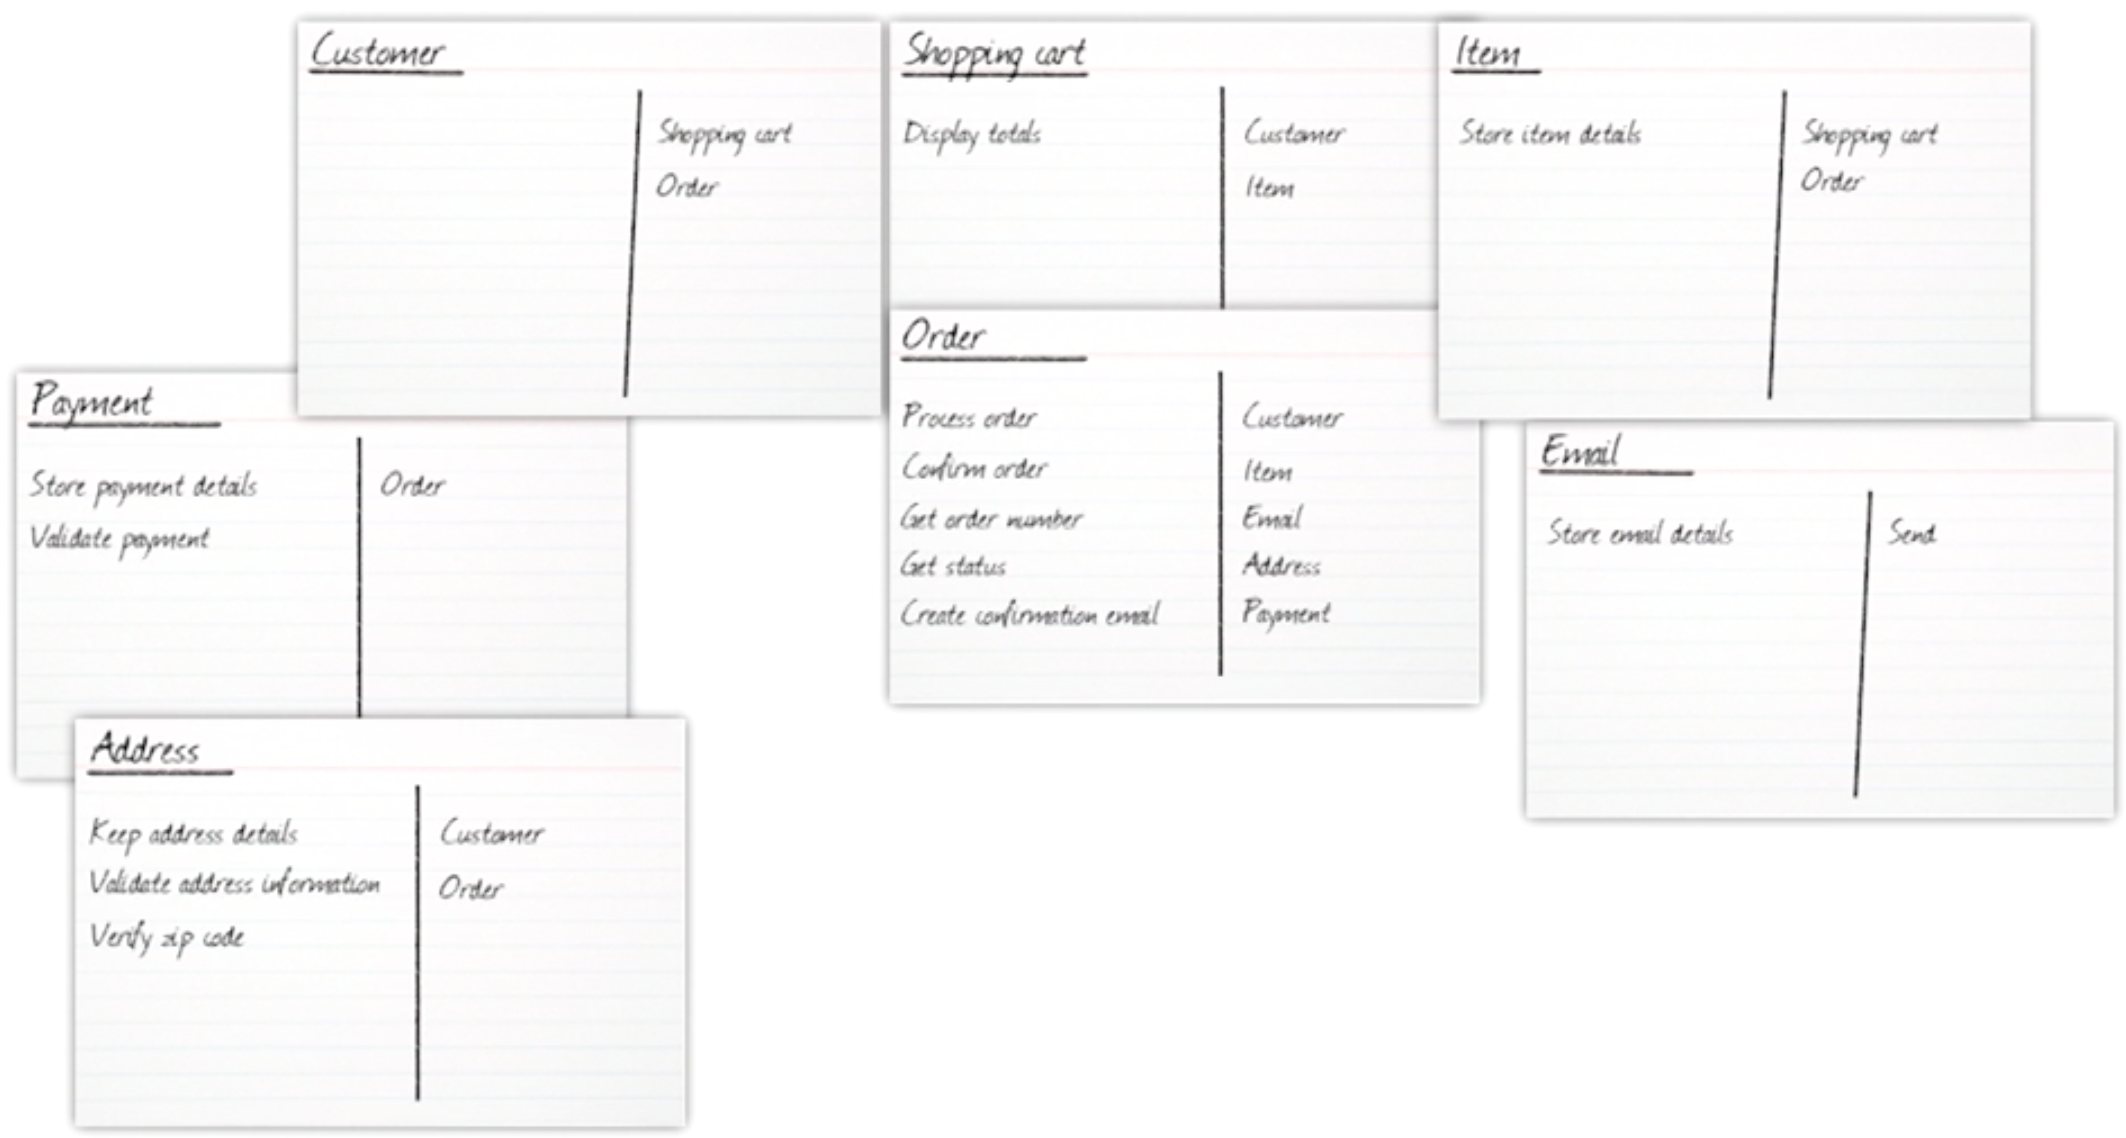 Customer
Shopping cart
Order
Shopping cart
Display totals
Customer
Item
Item
Store item details
Shopping cart
Order
Payment
Store payment details
Validate payment
Order
Order
Process order
Confirm order
Get order number
Get status
Create confirmation email
Customer
Item
Email
Address
Payment
Email
Store email details
Send
Address
Keep address details
Validate address information
Verify zip code
Customer
Order